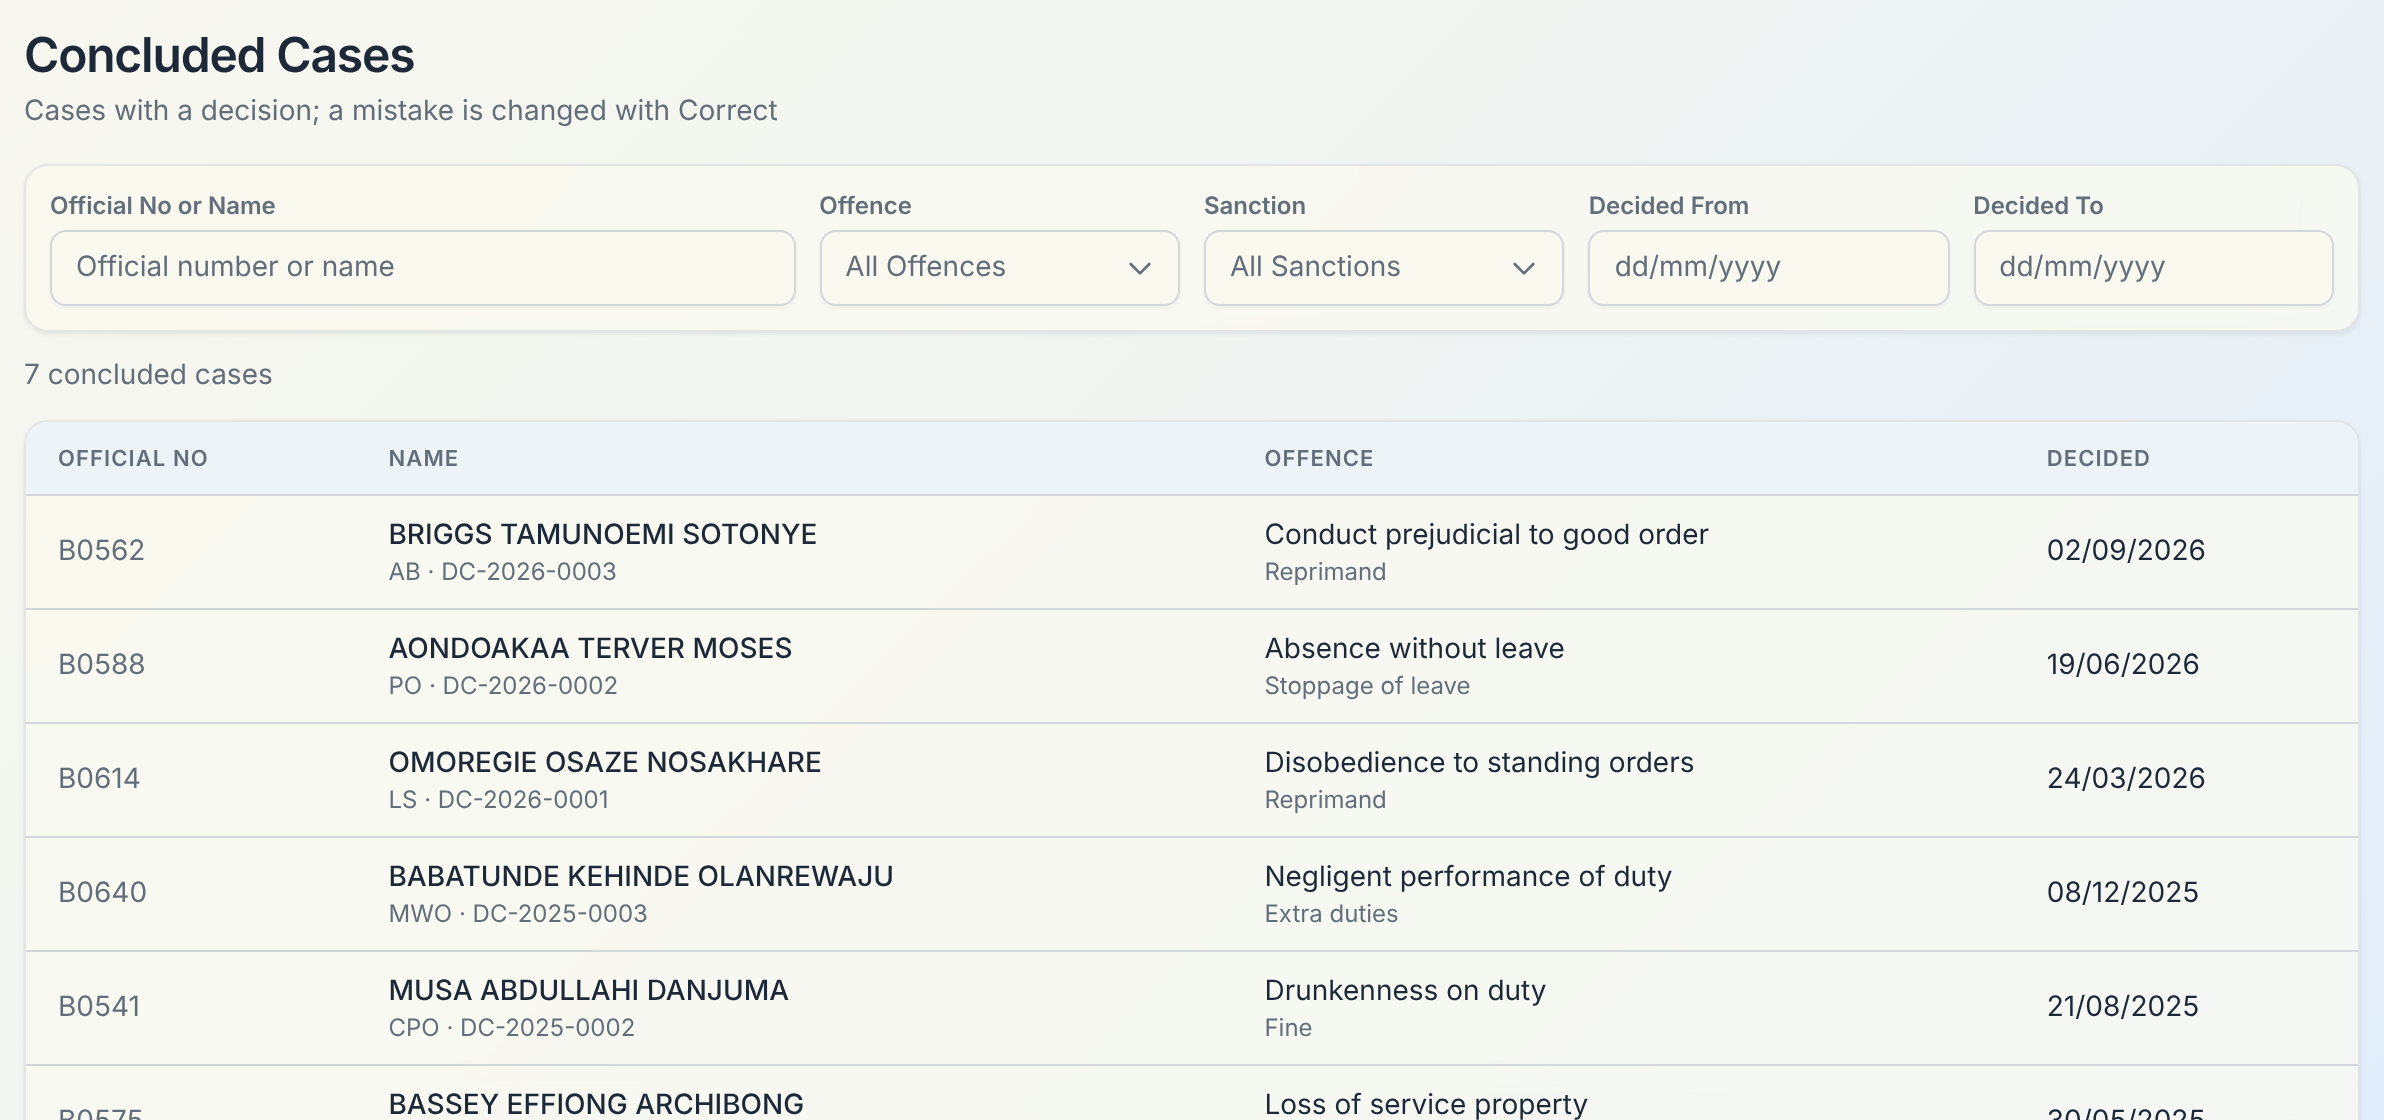 Concluded Cases
Cases with a decision; a mistake is changed with Correct
Official No or Name
Offence
Sanction
Decided From
Decided To
Official number or name
All Offences
All Sanctions
dd/mm/yyyy
dd/mm/yyyy
7 concluded cases
OFFICIAL NO
NAME
OFFENCE
DECIDED
B0562
BRIGGS TAMUNOEMI SOTONYE
AB · DC-2026-0003
Conduct prejudicial to good order
Reprimand
02/09/2026
B0588
AONDOAKAA TERVER MOSES
PO · DC-2026-0002
Absence without leave
Stoppage of leave
19/06/2026
B0614
OMOREGIE OSAZE NOSAKHARE
LS · DC-2026-0001
Disobedience to standing orders
Reprimand
24/03/2026
B0640
BABATUNDE KEHINDE OLANREWAJU
MWO · DC-2025-0003
Negligent performance of duty
Extra duties
08/12/2025
B0541
MUSA ABDULLAHI DANJUMA
CPO · DC-2025-0002
Drunkenness on duty
Fine
21/08/2025
BASSEY EFFIONG ARCHIBONG
Loss of service property